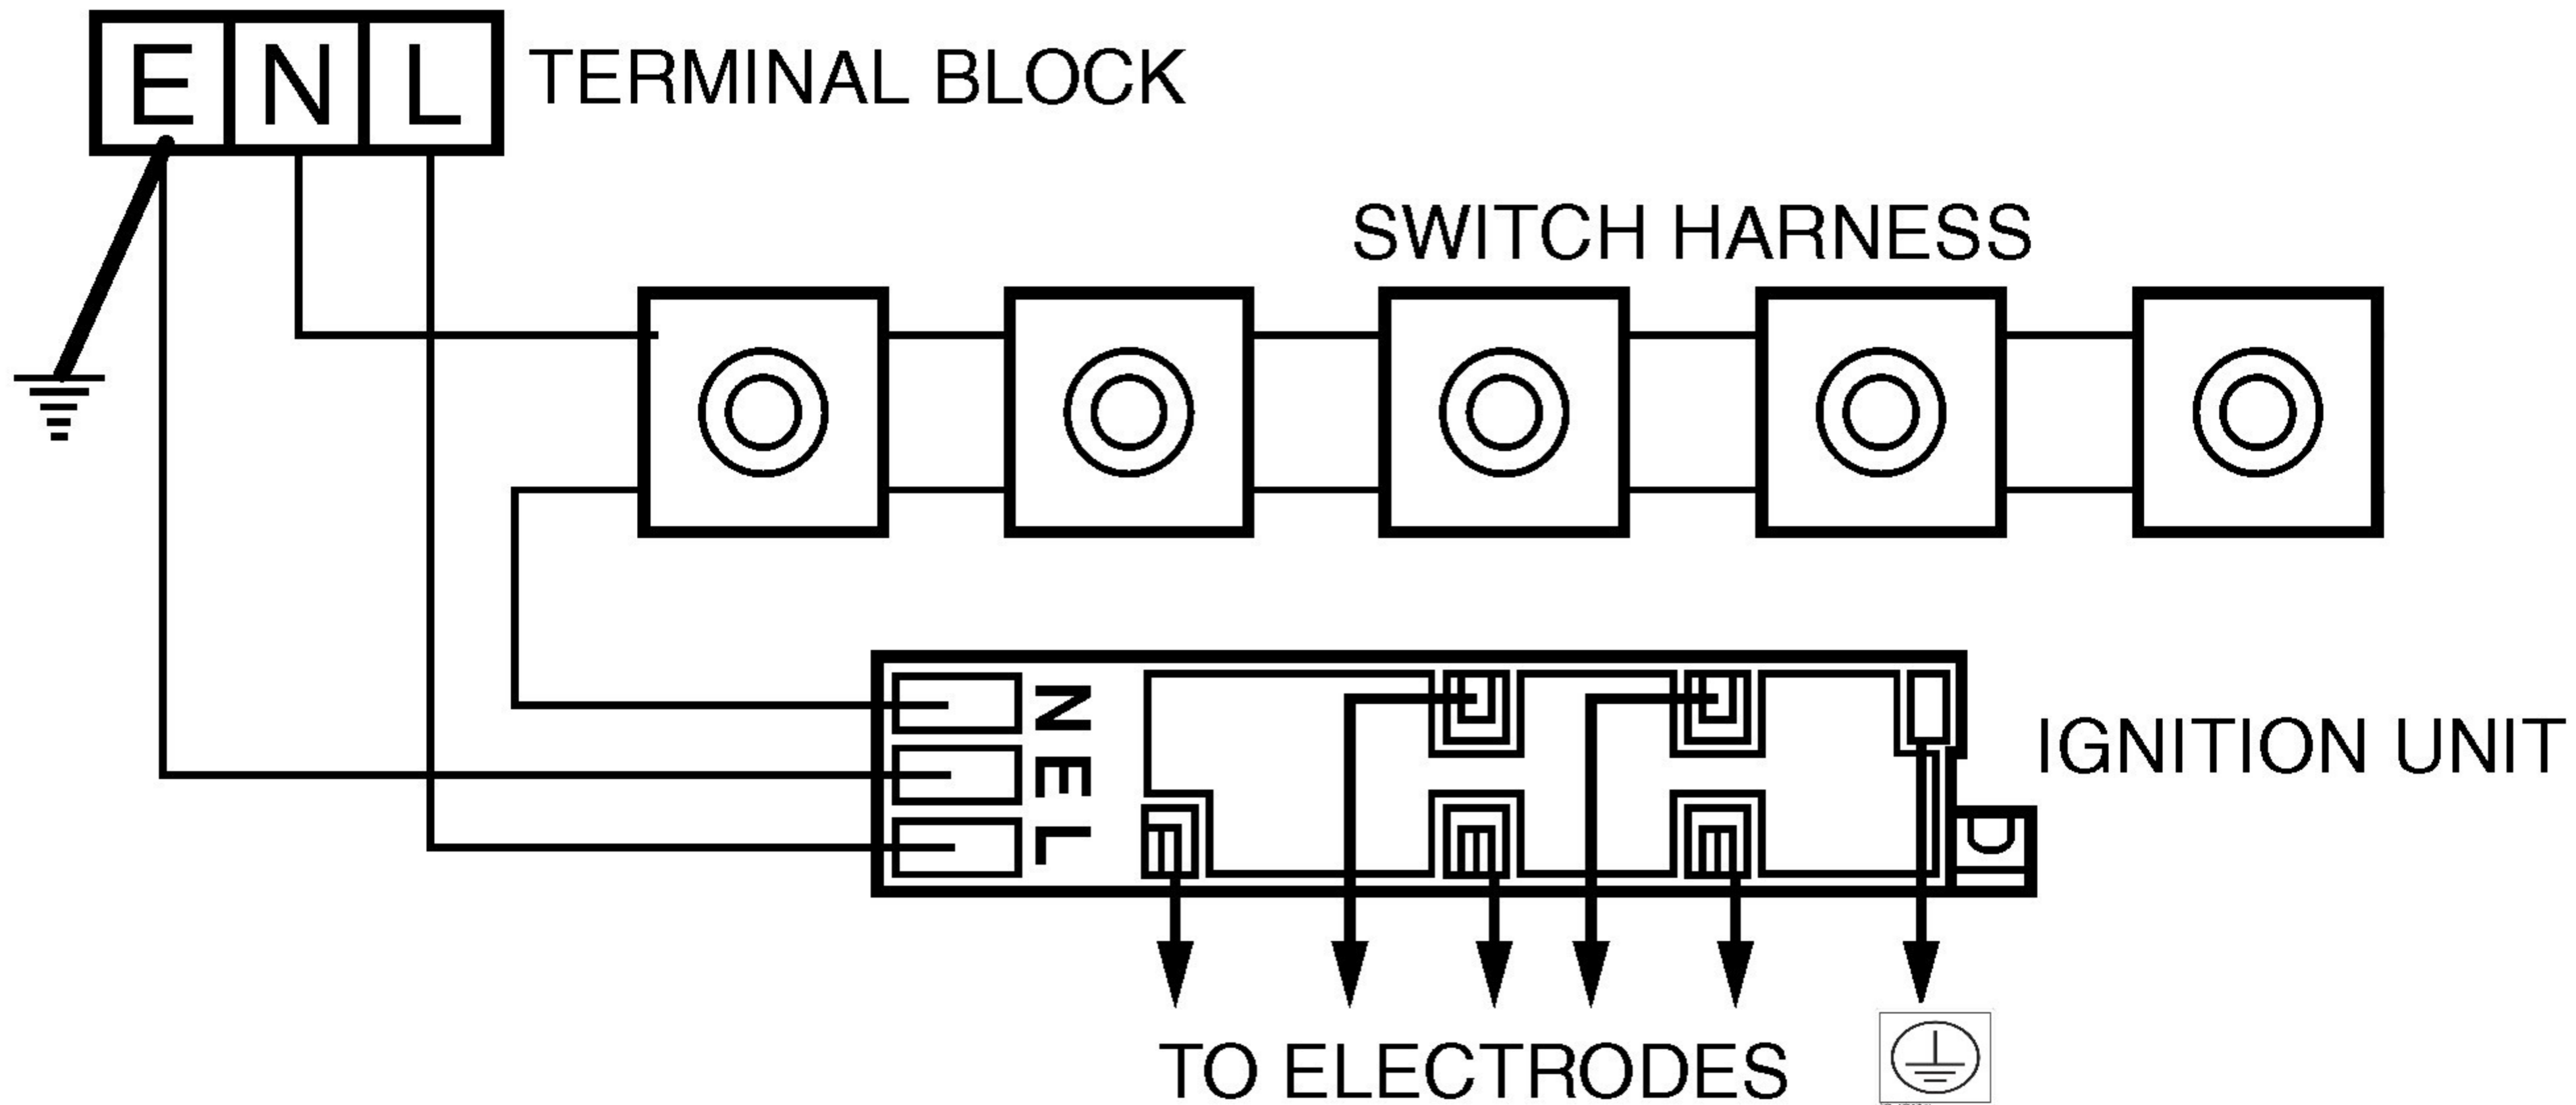 E N L TERMINAL BLOCK
SWITCH HARNESS
N
E
L
IGNITION UNIT
TO ELECTRODES